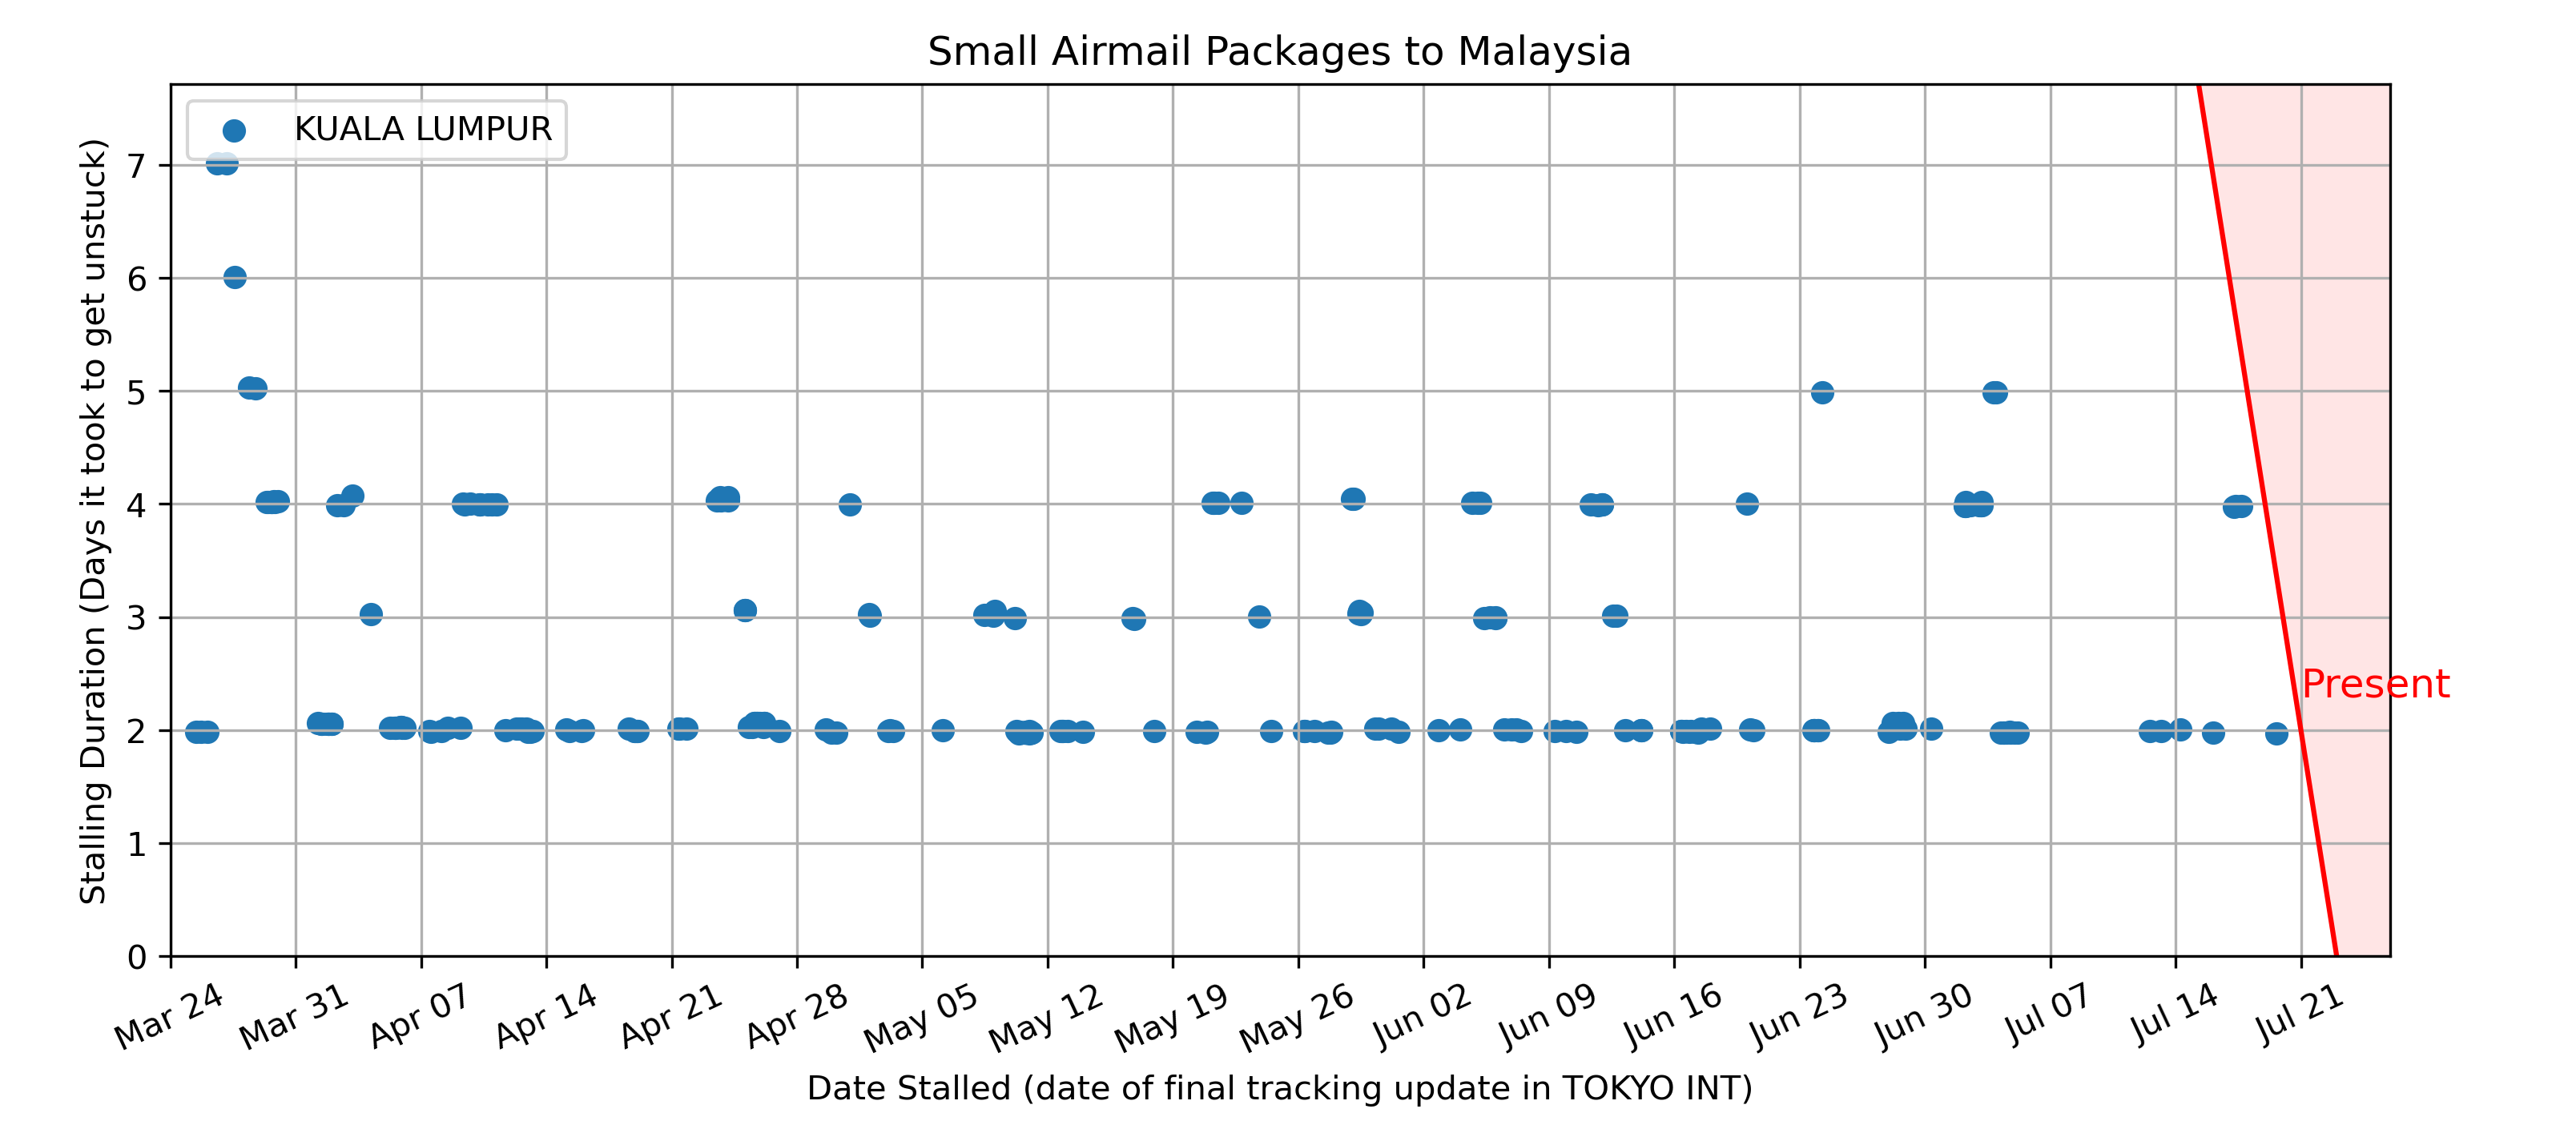 Small Airmail Packages to Malaysia
KUALA LUMPUR
Stalling Duration (Days it took to get unstuck)
7
6
5
4
3
2
1
0
Present
Mar 24
Mar 31
Apr 07
Apr 14
Apr 21
Apr 28
May 05
May 12
May 19
May 26
Jun 02
Jun 09
Jun 16
Jun 23
Jun 30
Jul 07
Jul 14
Jul 21
Date Stalled (date of final tracking update in TOKYO INT)